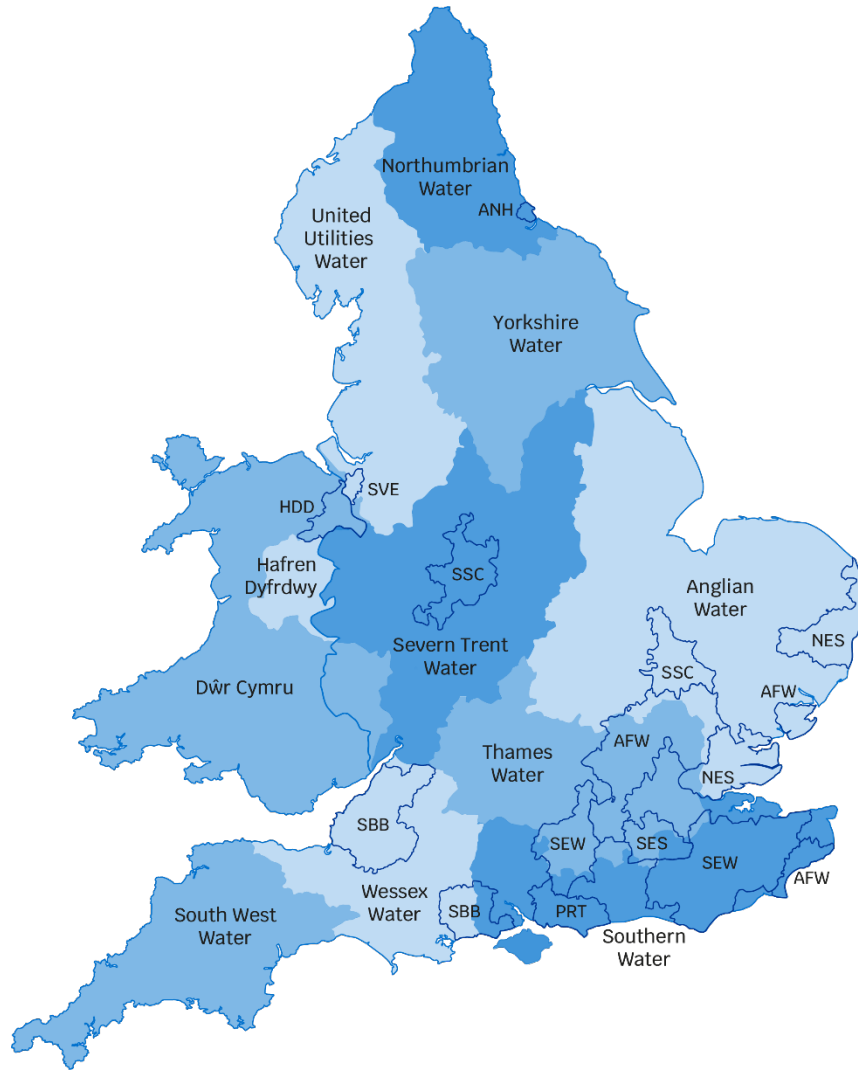 Northumbrian
Water
ANH
United
Utilities
Water
Yorkshire
Water
SVE
HDD
Hafren
Dyfrdwy
SSC
Anglian
Water
NES
Severn Trent
Water
SSC
Dŵr Cymru
AFW
AFW
Thames
Water
NES
SBB
SEW
SES
SEW
AFW
Wessex
Water
SBB
PRT
South West
Water
Southern
Water